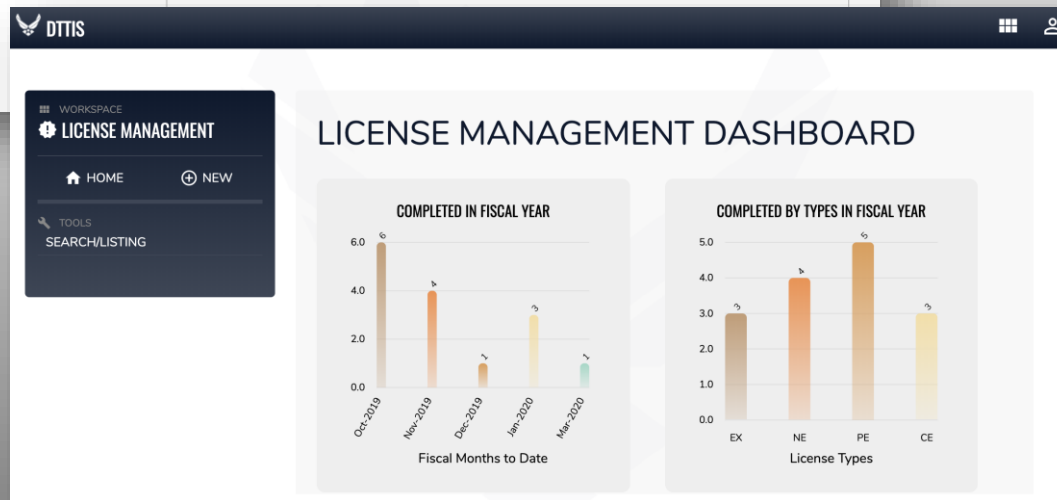 DTTIS
WORKSPACE
LICENSE MANAGEMENT
HOME
NEW
TOOLS
SEARCH/LISTING
LICENSE MANAGEMENT DASHBOARD
COMPLETED IN FISCAL YEAR
6.0
4.0
2.0
0.0
6
4
1
3
1
Oct-2019
Nov-2019
Dec-2019
Jan-2020
Mar-2020
Fiscal Months to Date
COMPLETED BY TYPES IN FISCAL YEAR
5.0
4.0
3.0
2.0
1.0
0.0
3
4
5
3
EX
NE
PE
CE
License Types